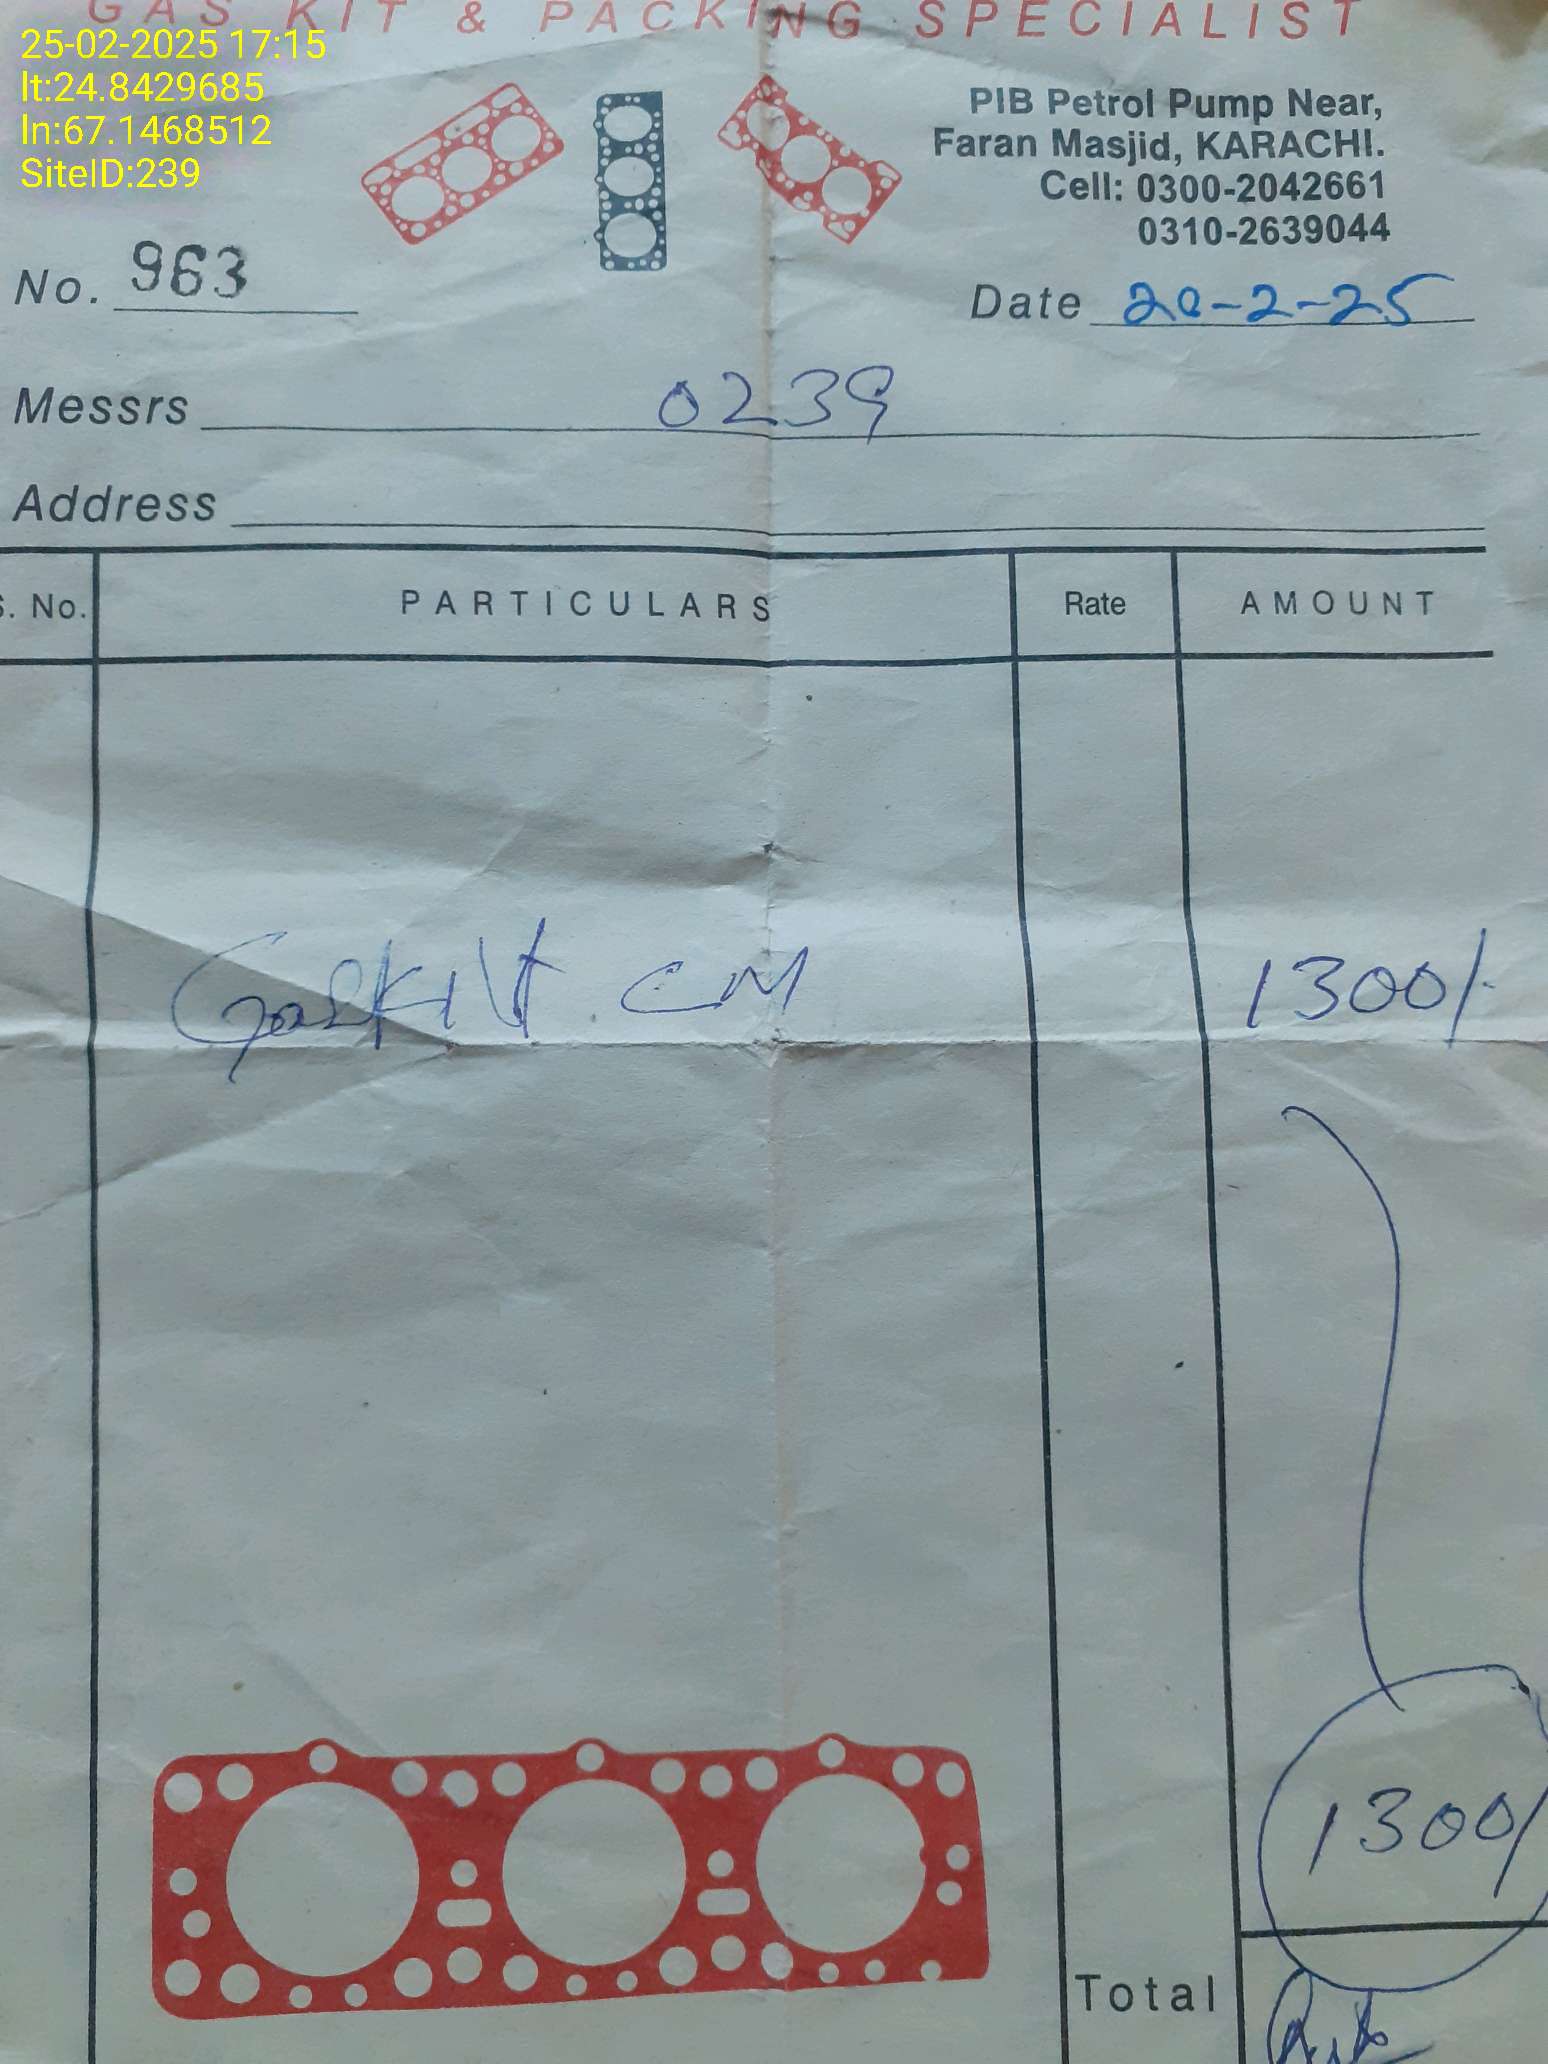 GAS KIT & PACKING SPECIALIST
25-02-2025 17:15
lt:24.8429685
ln:67.1468512
SiteID:239
PIB Petrol Pump Near,
Faran Masjid, KARACHI.
Cell: 0300-2042661
0310-2639044
No. 963
Date 20-2-25
Messrs 0239
Address
S. No. PARTICULARS Rate AMOUNT
GasKit CM 1300/-
1300/
Total